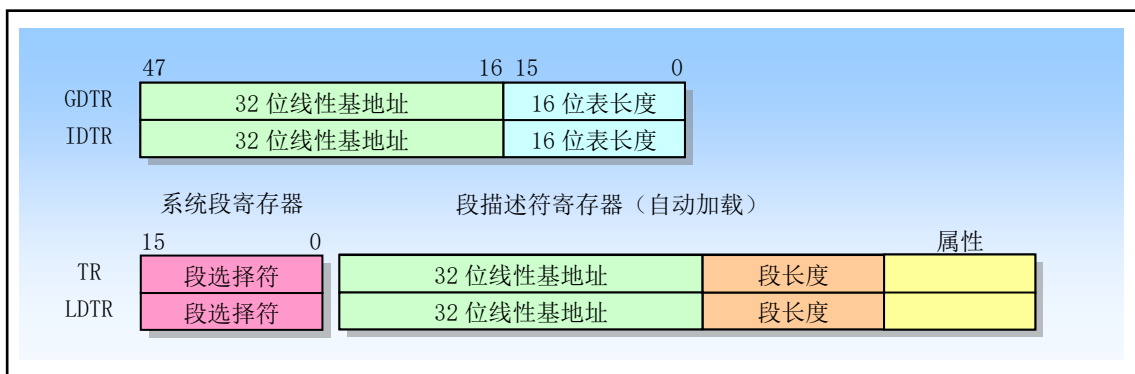 47 16 15 0
GDTR 32 位线性基地址 16 位表长度
IDTR 32 位线性基地址 16 位表长度
系统段寄存器 段描述符寄存器（自动加载）
15 0 属性
TR 段选择符 32 位线性基地址 段长度
LDTR 段选择符 32 位线性基地址 段长度